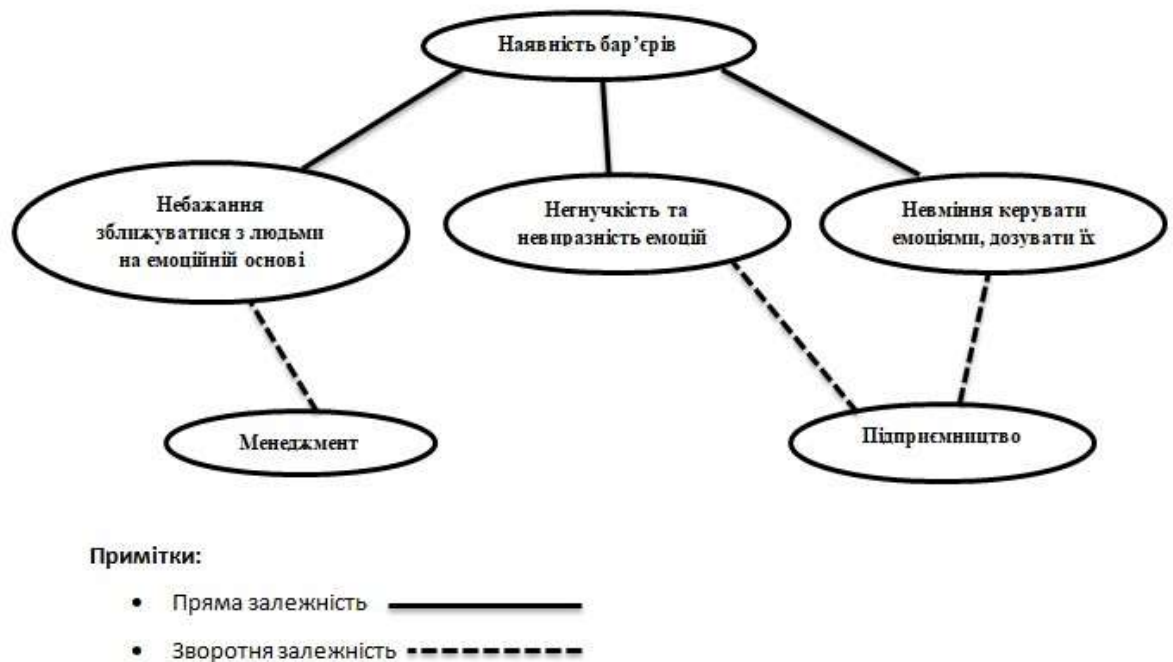 Наявність бар’єрів
Небажання
зближуватися з людьми
на емоційній основі
Негнучкість та
невиразність емоцій
Невміння керувати
емоціями, дозувати їх
Менеджмент
Підприємництво
Примітки:
• Пряма залежність
• Зворотня залежність